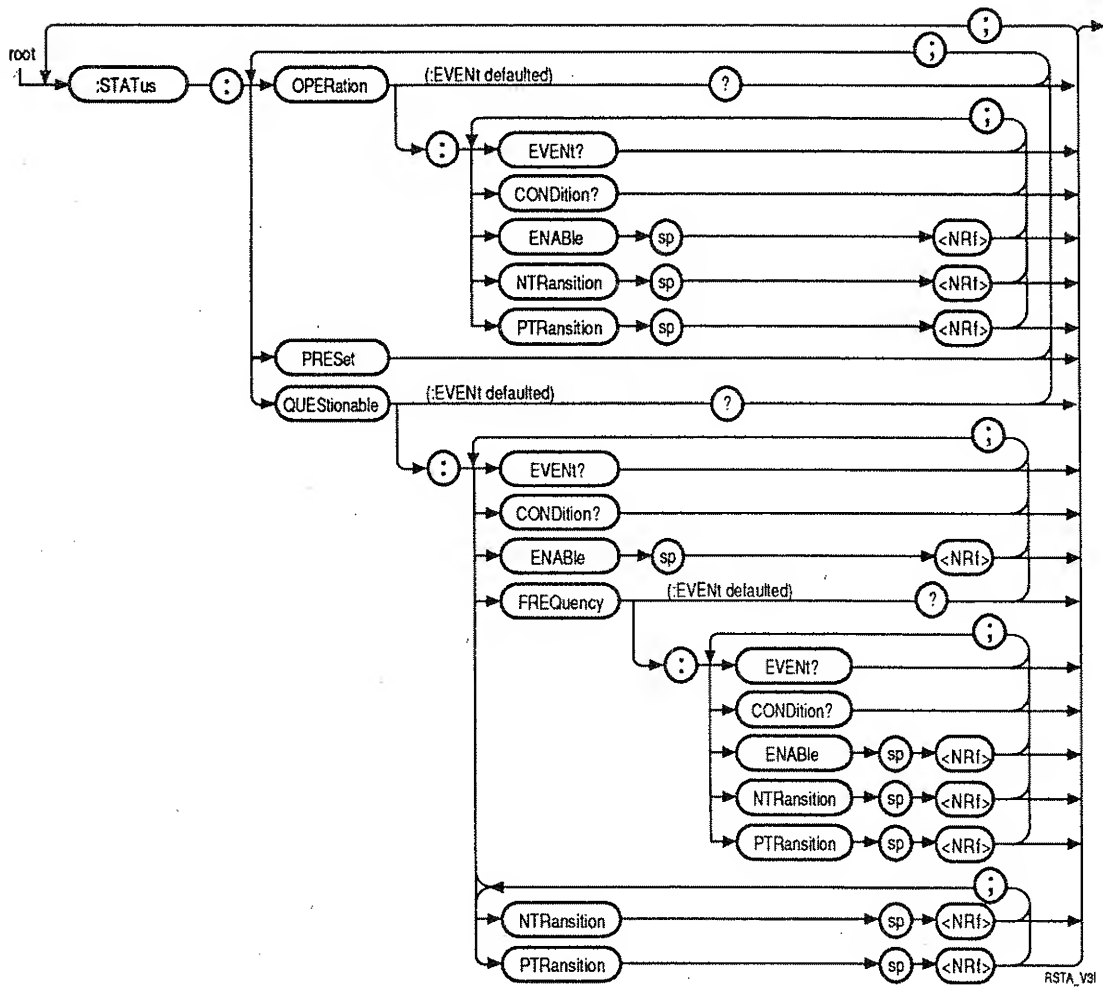 ;
root
:STATus : OPERation (:EVENt defaulted) ? ;
: EVENt? ;
CONDition?
ENABle sp <NRf>
NTRansition sp <NRf>
PTRansition sp <NRf>
PRESet
QUEStionable (:EVENt defaulted) ?
: EVENt? ;
CONDition?
ENABle sp <NRf>
FREQuency (:EVENt defaulted) ?
: EVENt? ;
CONDition?
ENABle sp <NRf>
NTRansition sp <NRf>
PTRansition sp <NRf>
;
NTRansition sp <NRf>
PTRansition sp <NRf>
RSTA_V3I